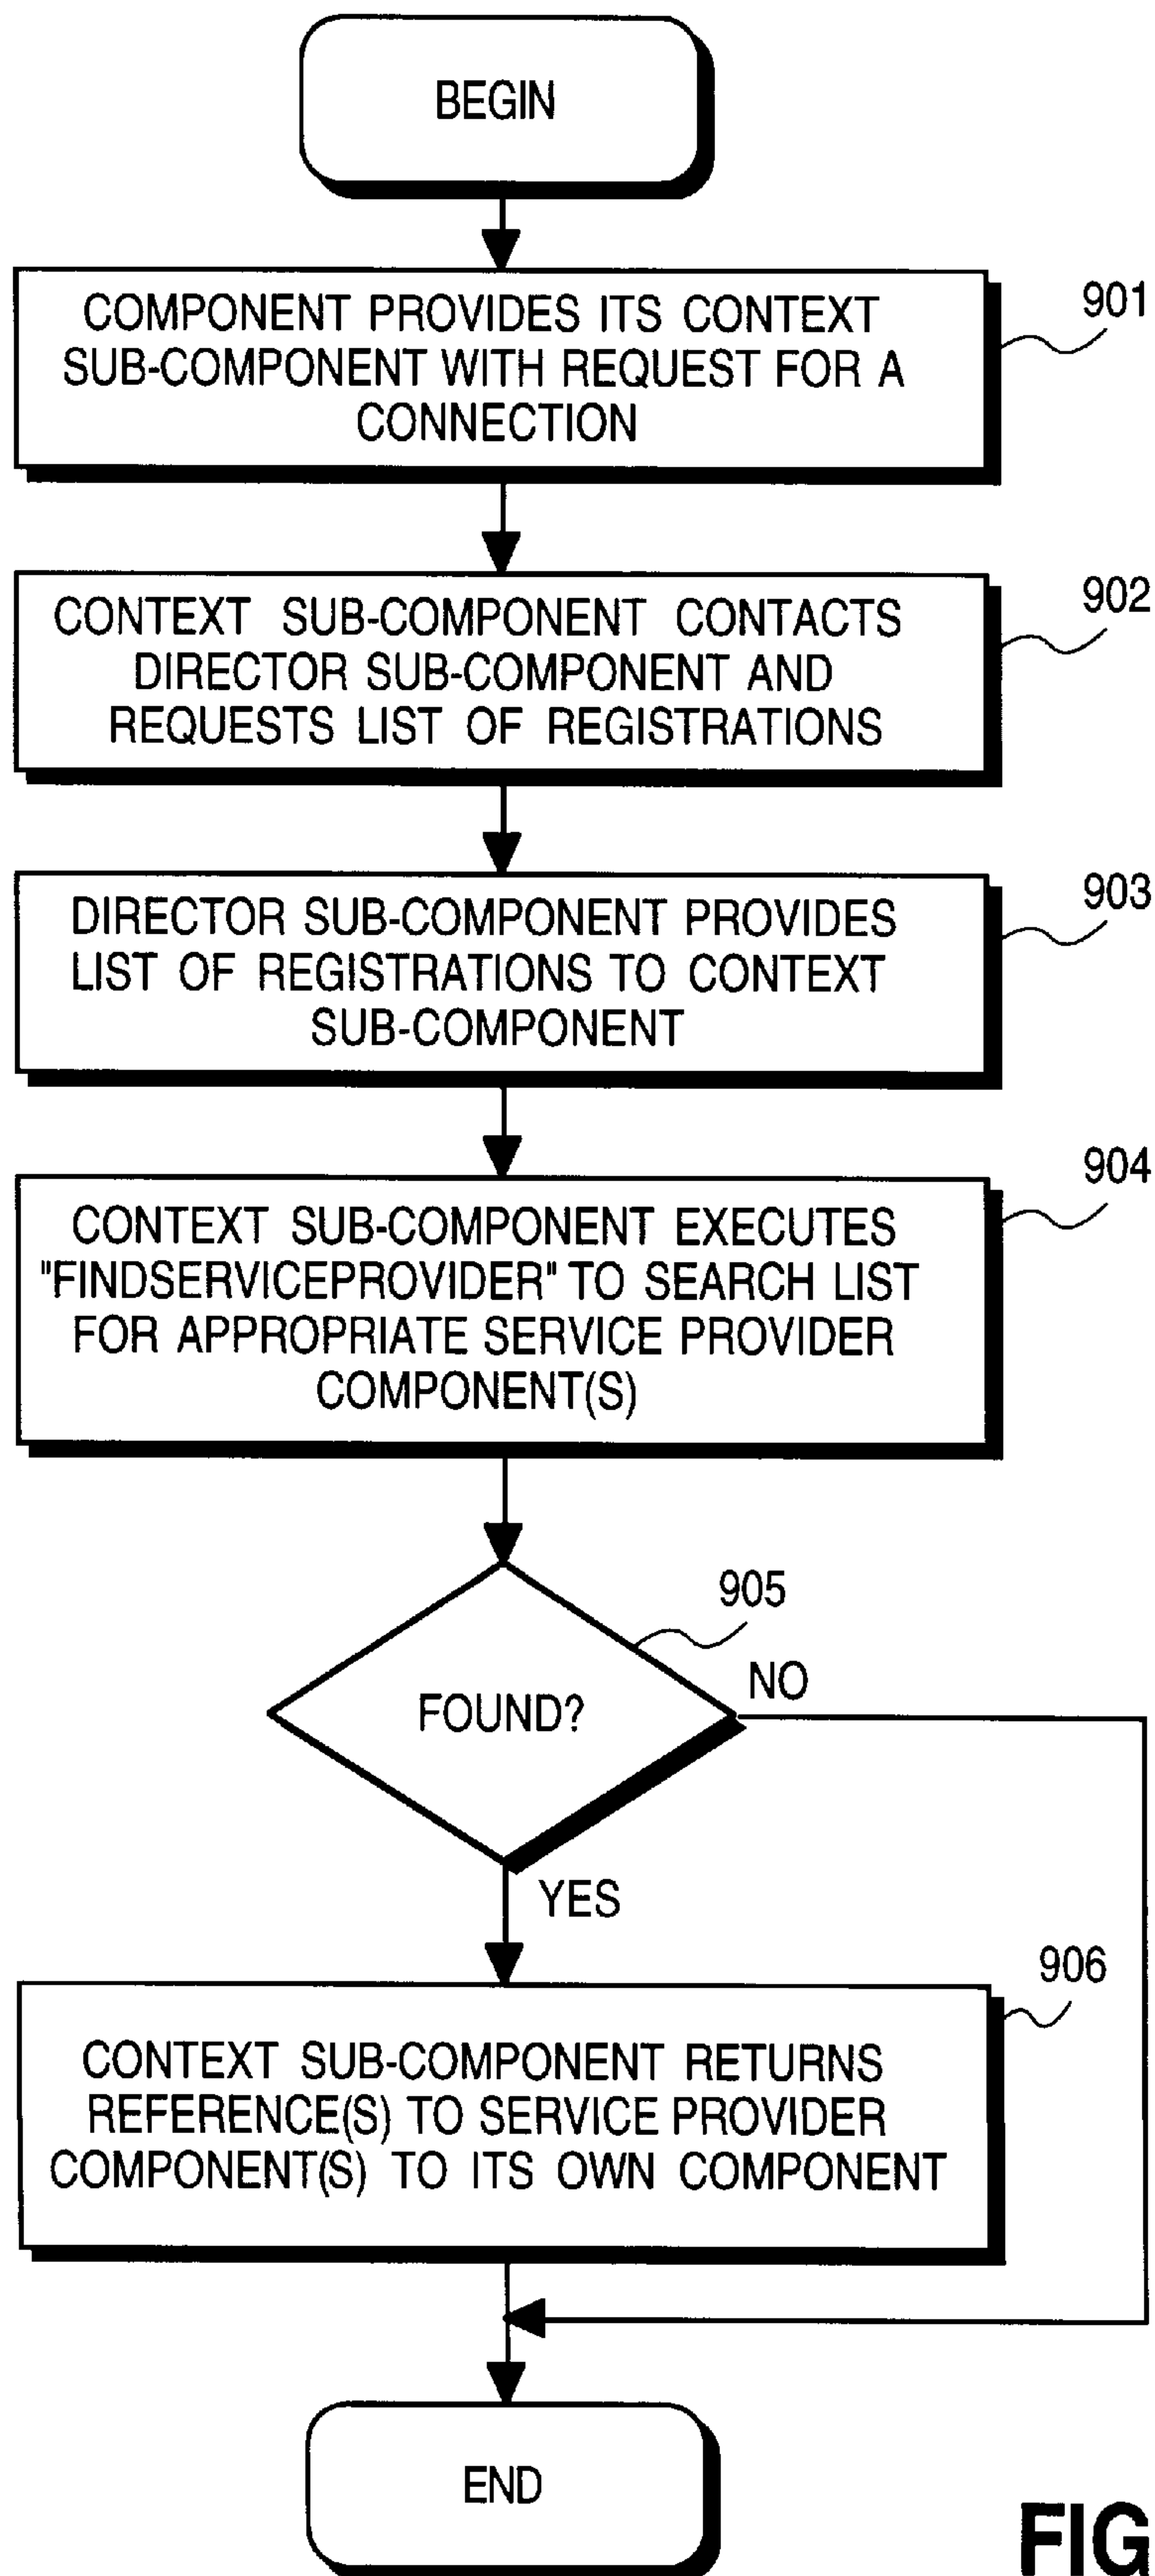 BEGIN
COMPONENT PROVIDES ITS CONTEXT
SUB-COMPONENT WITH REQUEST FOR A
CONNECTION
901
CONTEXT SUB-COMPONENT CONTACTS
DIRECTOR SUB-COMPONENT AND
REQUESTS LIST OF REGISTRATIONS
902
DIRECTOR SUB-COMPONENT PROVIDES
LIST OF REGISTRATIONS TO CONTEXT
SUB-COMPONENT
903
CONTEXT SUB-COMPONENT EXECUTES
"FINDSERVICEPROVIDER" TO SEARCH LIST
FOR APPROPRIATE SERVICE PROVIDER
COMPONENT(S)
904
905
FOUND?
NO
YES
906
CONTEXT SUB-COMPONENT RETURNS
REFERENCE(S) TO SERVICE PROVIDER
COMPONENT(S) TO ITS OWN COMPONENT
END
FIG